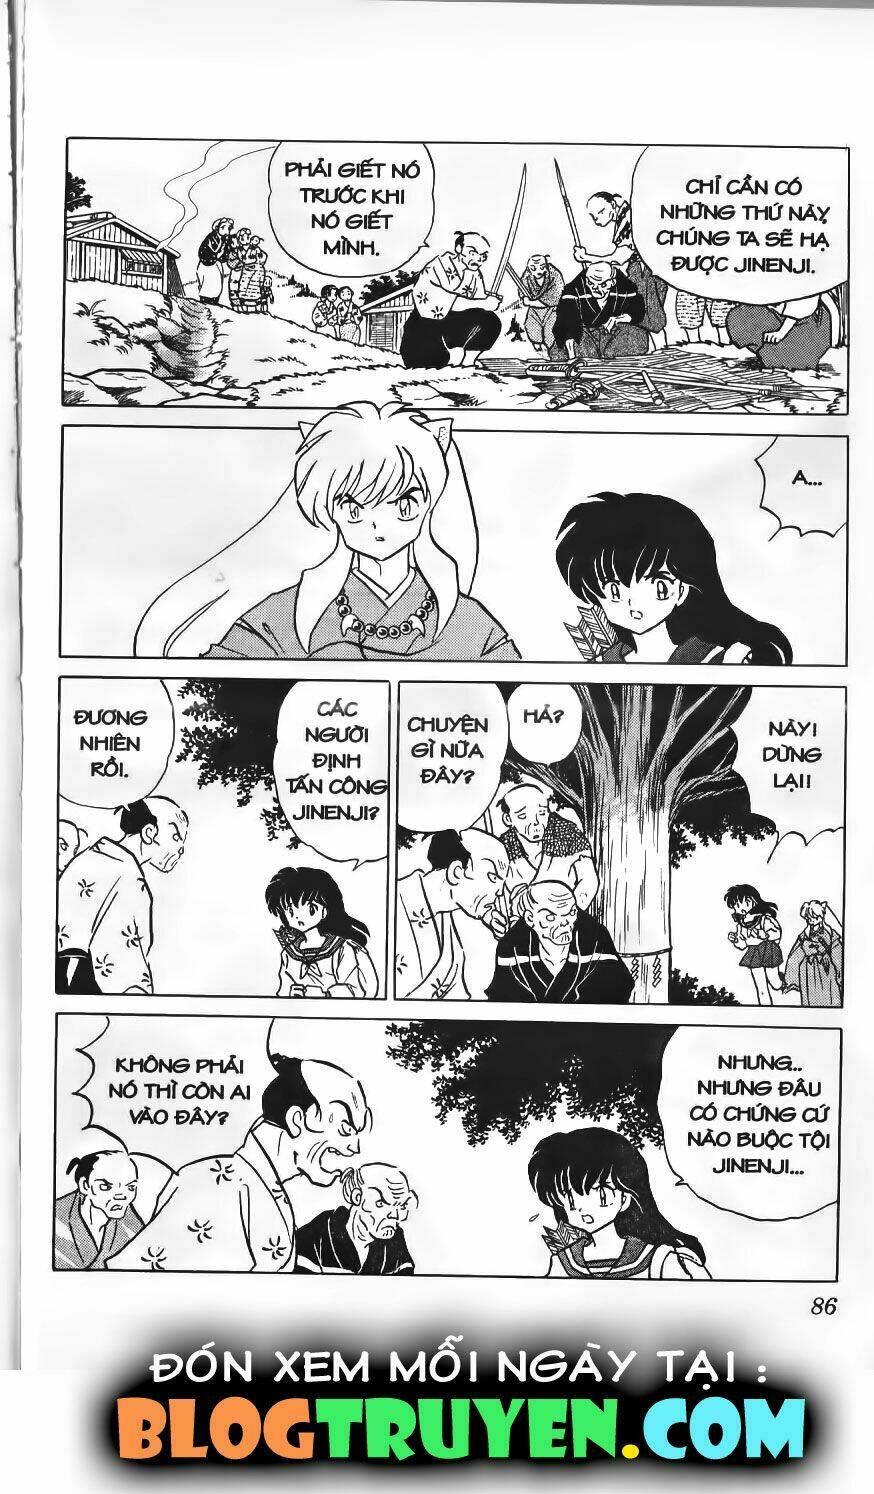 CHỈ CẦN CÓ
NHỮNG THỨ NÀY,
CHÚNG TA SẼ HẠ
ĐƯỢC JINENJI.
PHẢI GIẾT NÓ
TRƯỚC KHI
NÓ GIẾT
MÌNH.
A...
NÀY!
DỪNG
LẠI!
HẢ?
CHUYỆN
GÌ NỮA
ĐÂY?
CÁC
NGƯỜI
ĐỊNH
TẤN CÔNG
JINENJI?
ĐƯƠNG
NHIÊN
RỒI.
NHƯNG...
NHƯNG ĐÂU
CÓ CHỨNG CỨ
NÀO BUỘC TỘI
JINENJI...
KHÔNG PHẢI
NÓ THÌ CÒN AI
VÀO ĐÂY?
86
ĐÓN XEM MỖI NGÀY TẠI :
BLOGTRUYEN.COM